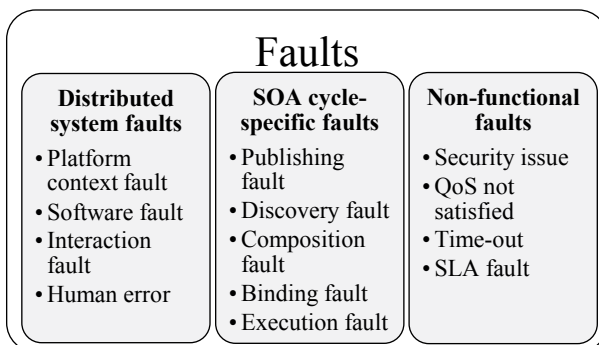 Faults
Distributed
system faults
• Platform
context fault
• Software fault
• Interaction
fault
• Human error
SOA cycle-
specific faults
• Publishing
fault
• Discovery fault
• Composition
fault
• Binding fault
• Execution fault
Non-functional
faults
• Security issue
• QoS not
satisfied
• Time-out
• SLA fault